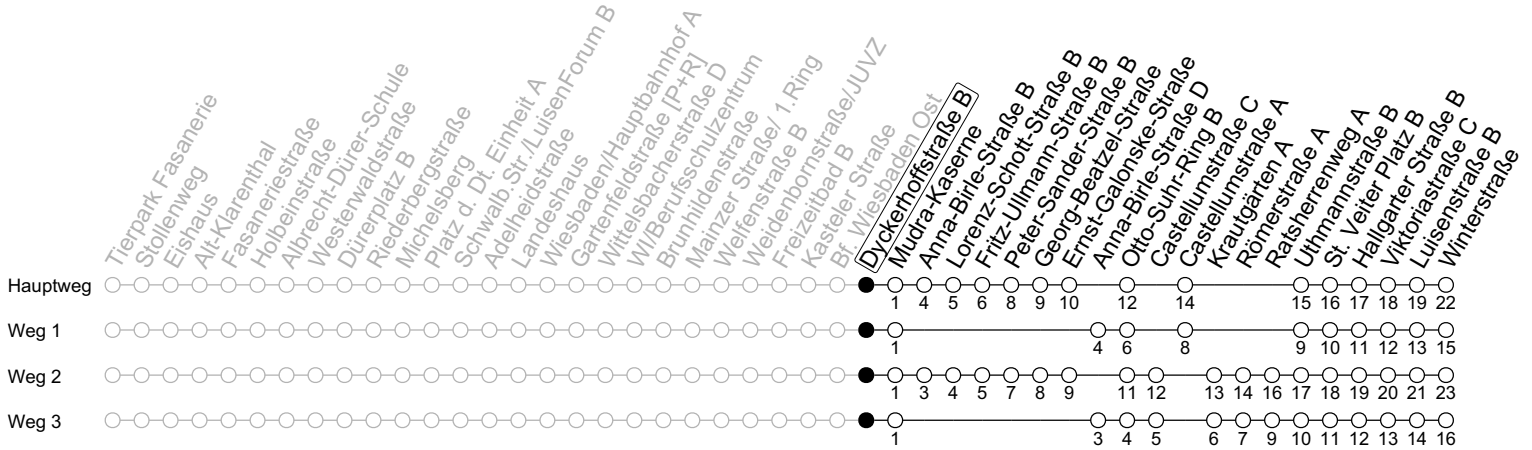 Tierpark Fasanerie
Stollenweg
Eishaus
Alt-Klarenthal
Fasaneriestraße
Holbeinstraße
Albrecht-Dürer-Schule
Westerwaldstraße
Dürerplatz B
Riederbergstraße
Michelsberg
Platz d. Dt. Einheit A
Schwalb.Str./LuisenForum B
Adelheidstraße
Landeshaus
Wiesbaden/Hauptbahnhof A
Gartenfeldstraße [P+R]
Wittelsbacherstraße D
WI/Berufsschulzentrum
Brunhildenstraße
Mainzer Straße/ 1.Ring
Welfenstraße B
Weidenbornstraße/JUVZ
Freizeitbad B
Kasteler Straße
Bf. Wiesbaden Ost
Dyckerhoffstraße B
Mudra-Kaserne
Anna-Birle-Straße B
Lorenz-Schott-Straße B
Fritz-Ullmann-Straße B
Peter-Sander-Straße B
Georg-Beatzel-Straße
Ernst-Galonske-Straße
Anna-Birle-Straße D
Otto-Suhr-Ring B
Castellumstraße C
Castellumstraße A
Krautgärten A
Römerstraße A
Ratsherrenweg A
Uthmannstraße B
St. Veiter Platz B
Hallgarter Straße B
Viktoriastraße C
Luisenstraße B
Winterstraße
Hauptweg
1 4 5 6 8 9 10 12 14 15 16 17 18 19 22
Weg 1
1 4 6 8 9 10 11 12 13 15
Weg 2
1 3 4 5 7 8 9 11 12 13 14 16 17 18 19 20 21 23
Weg 3
1 3 4 5 6 7 9 10 11 12 13 14 16